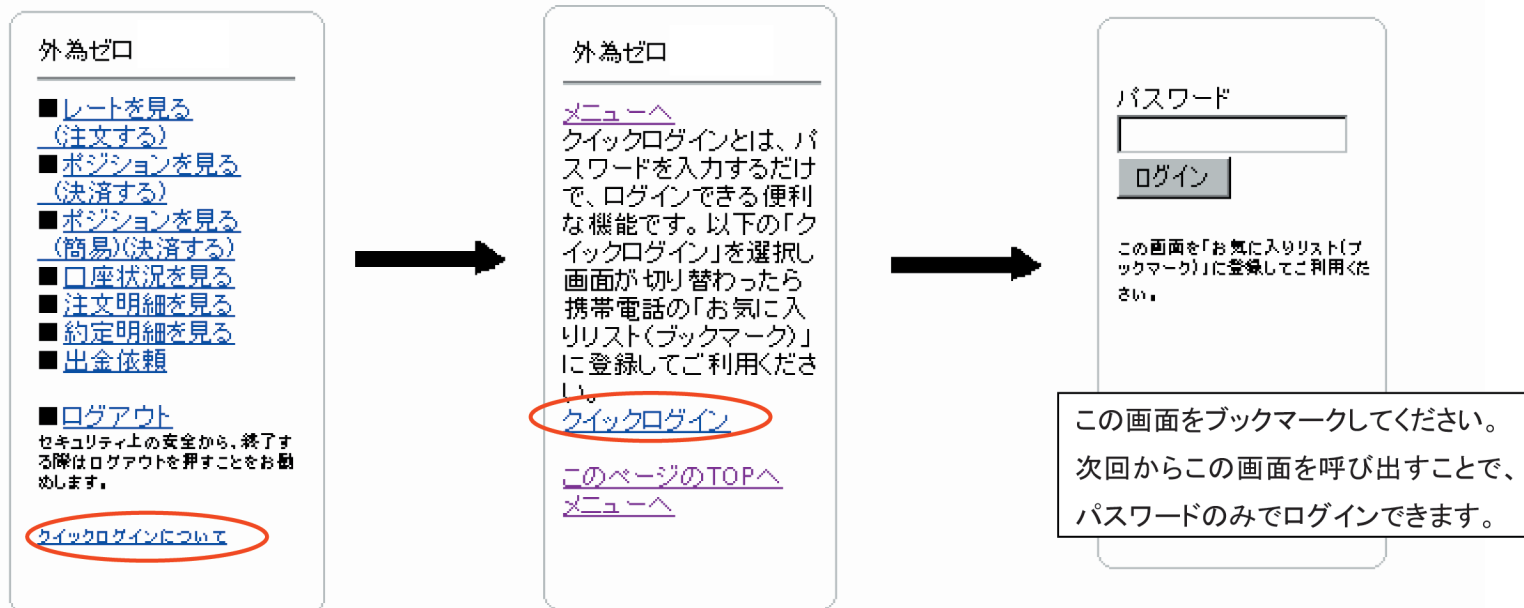 外為ゼロ
■レートを見る
(注文する)
■ポジションを見る
(決済する)
■ポジションを見る
(簡易)(決済する)
■口座状況を見る
■注文明細を見る
■約定明細を見る
■出金依頼
■ログアウト
セキュリティ上の安全から、終了す
る際はログアウトを押すことをお勧
めします。
クイックログインについて
外為ゼロ
メニューへ
クイックログインとは、パ
スワードを入力するだけ
で、ログインできる便利
な機能です。以下の「ク
イックログイン」を選択し
画面が切り替わったら
携帯電話の「お気に入
りリスト(ブックマーク)」
に登録してご利用くださ
い。
クイックログイン
このページのTOPへ
メニューへ
パスワード
ログイン
この画面を「お気に入りリスト(ブ
ックマーク)」に登録してご利用くだ
さい。
この画面をブックマークしてください。
次回からこの画面を呼び出すことで、
パスワードのみでログインできます。